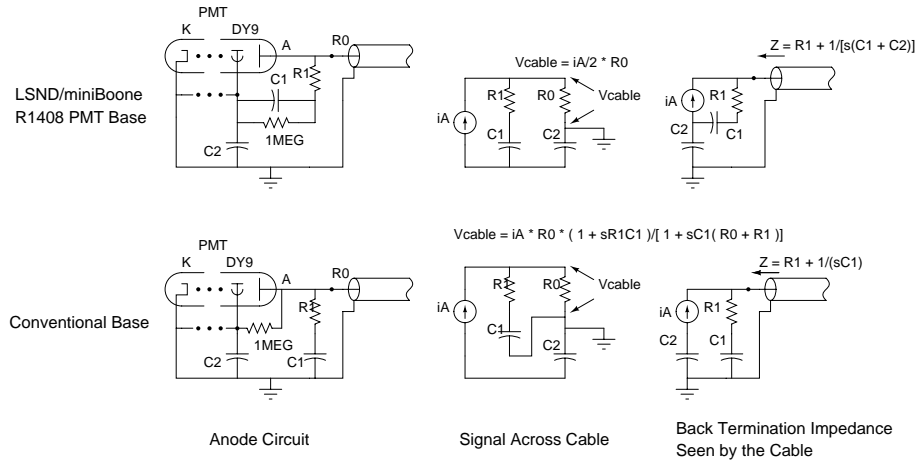 PMT
K DY9 A R0
R1
C1
1MEG
C2
LSND/miniBoone
R1408 PMT Base
Vcable = iA/2 * R0
R1 R0
Vcable
iA
C1 C2
Z = R1 + 1/[s(C1 + C2)]
iA R1
C2
C1
Vcable = iA * R0 * ( 1 + sR1C1 )/[ 1 + sC1( R0 + R1 )]
PMT
K DY9 A R0
R1
1MEG
C2 C1
Conventional Base
R1 R0
Vcable
iA
C1
C2
Z = R1 + 1/(sC1)
iA R1
C2 C1
Anode Circuit
Signal Across Cable
Back Termination Impedance
Seen by the Cable